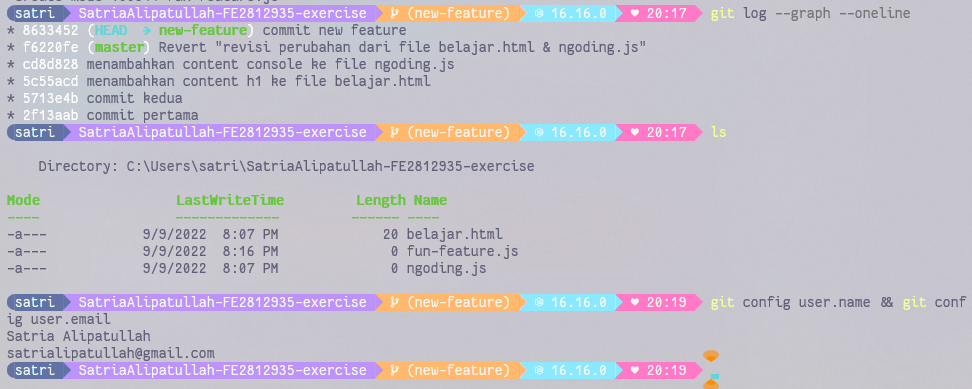 satri SatriaAlipatullah-FE2812935-exercise (new-feature) 16.16.0 ♥ 20:17 git log --graph --oneline
* 8633452 (HEAD → new-feature) commit new feature
* f6220fe (master) Revert "revisi perubahan dari file belajar.html & ngoding.js"
* cd8d828 menambahkan content console ke file ngoding.js
* 5c55acd menambahkan content h1 ke file belajar.html
* 5713e4b commit kedua
* 2f13aab commit pertama
satri SatriaAlipatullah-FE2812935-exercise (new-feature) 16.16.0 ♥ 20:17 ls
Directory: C:\Users\satri\SatriaAlipatullah-FE2812935-exercise
Mode LastWriteTime Length Name
---- ------------- ------ ----
-a--- 9/9/2022 8:07 PM 20 belajar.html
-a--- 9/9/2022 8:16 PM 0 fun-feature.js
-a--- 9/9/2022 8:07 PM 0 ngoding.js
satri SatriaAlipatullah-FE2812935-exercise (new-feature) 16.16.0 ♥ 20:19 git config user.name && git conf
ig user.email
Satria Alipatullah
satrialipatullah@gmail.com
satri SatriaAlipatullah-FE2812935-exercise (new-feature) 16.16.0 ♥ 20:19